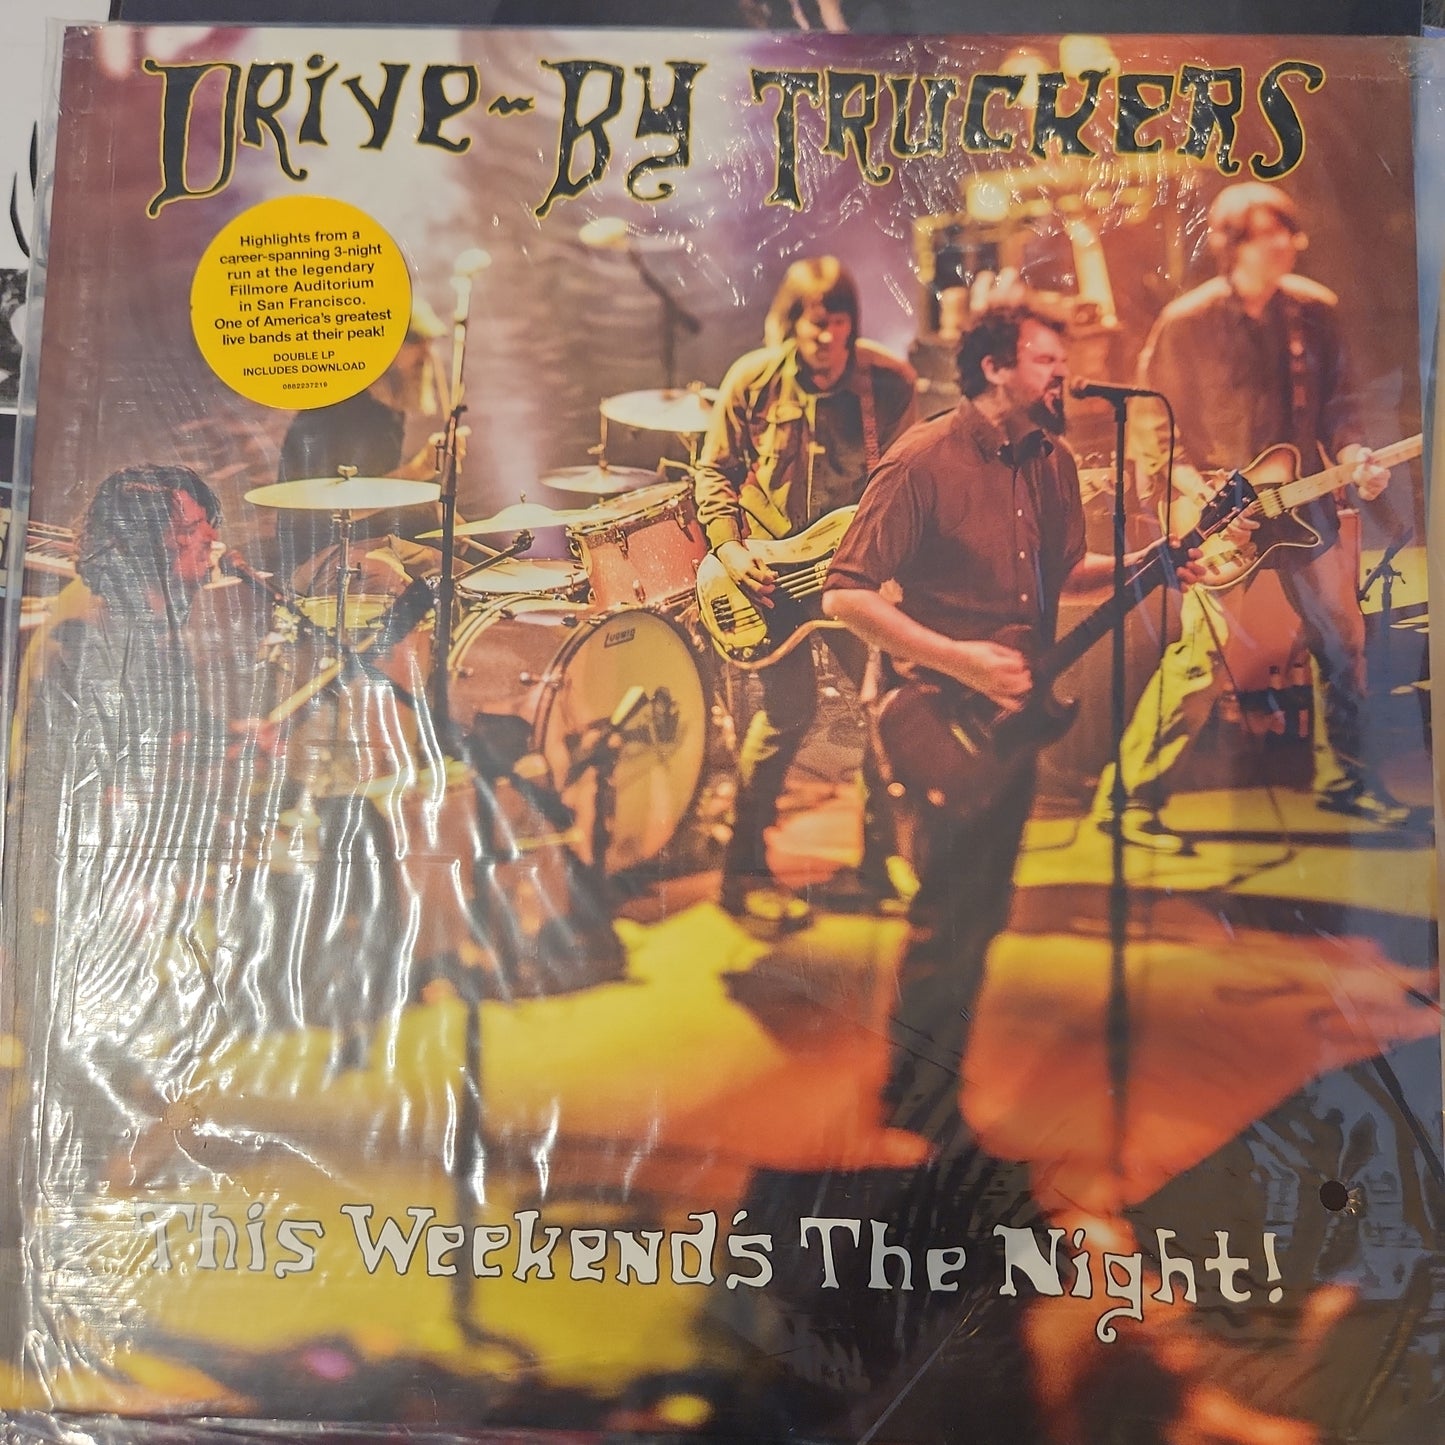 DRIVE-BY TRUCKERS
Highlights from a
career-spanning 3-night
run at the legendary
Fillmore Auditorium
in San Francisco.
One of America's greatest
live bands at their peak!
DOUBLE LP
INCLUDES DOWNLOAD
0882237219
Ludwig
This Weekend's The Night!